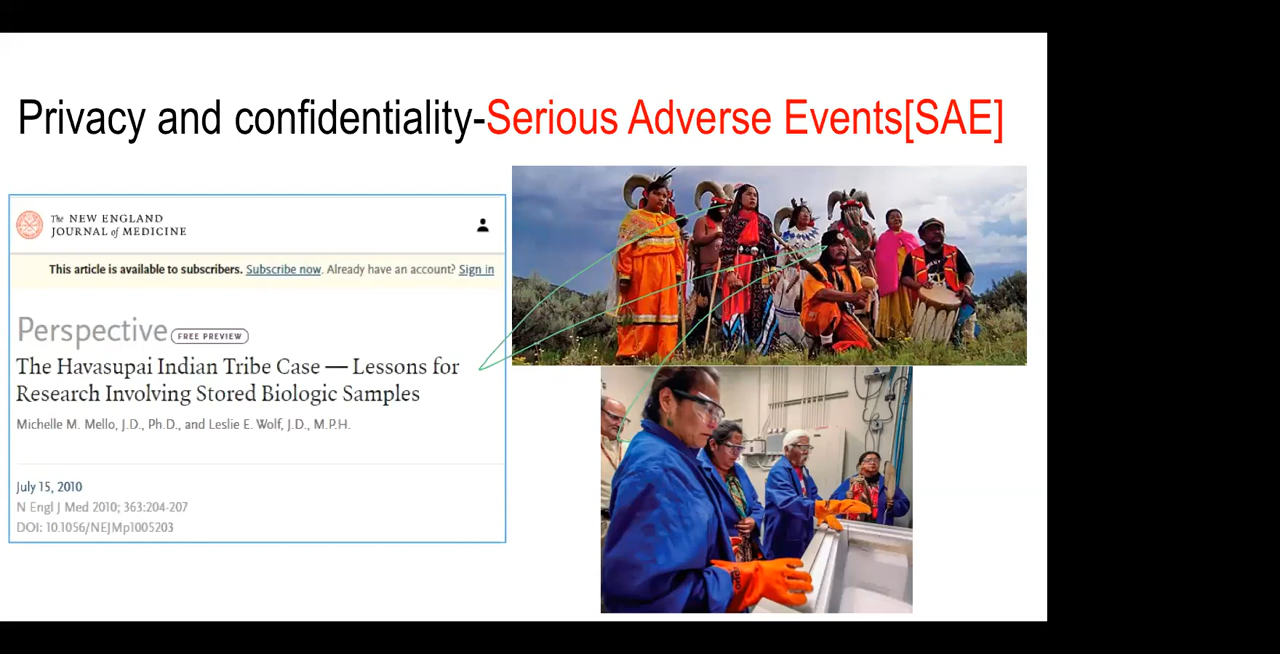 Privacy and confidentiality-Serious Adverse Events[SAE]
The NEW ENGLAND
JOURNAL of MEDICINE
This article is available to subscribers. Subscribe now. Already have an account? Sign in
Perspective FREE PREVIEW
The Havasupai Indian Tribe Case — Lessons for
Research Involving Stored Biologic Samples
Michelle M. Mello, J.D., Ph.D., and Leslie E. Wolf, J.D., M.P.H.
July 15, 2010
N Engl J Med 2010; 363:204-207
DOI: 10.1056/NEJMp1005203